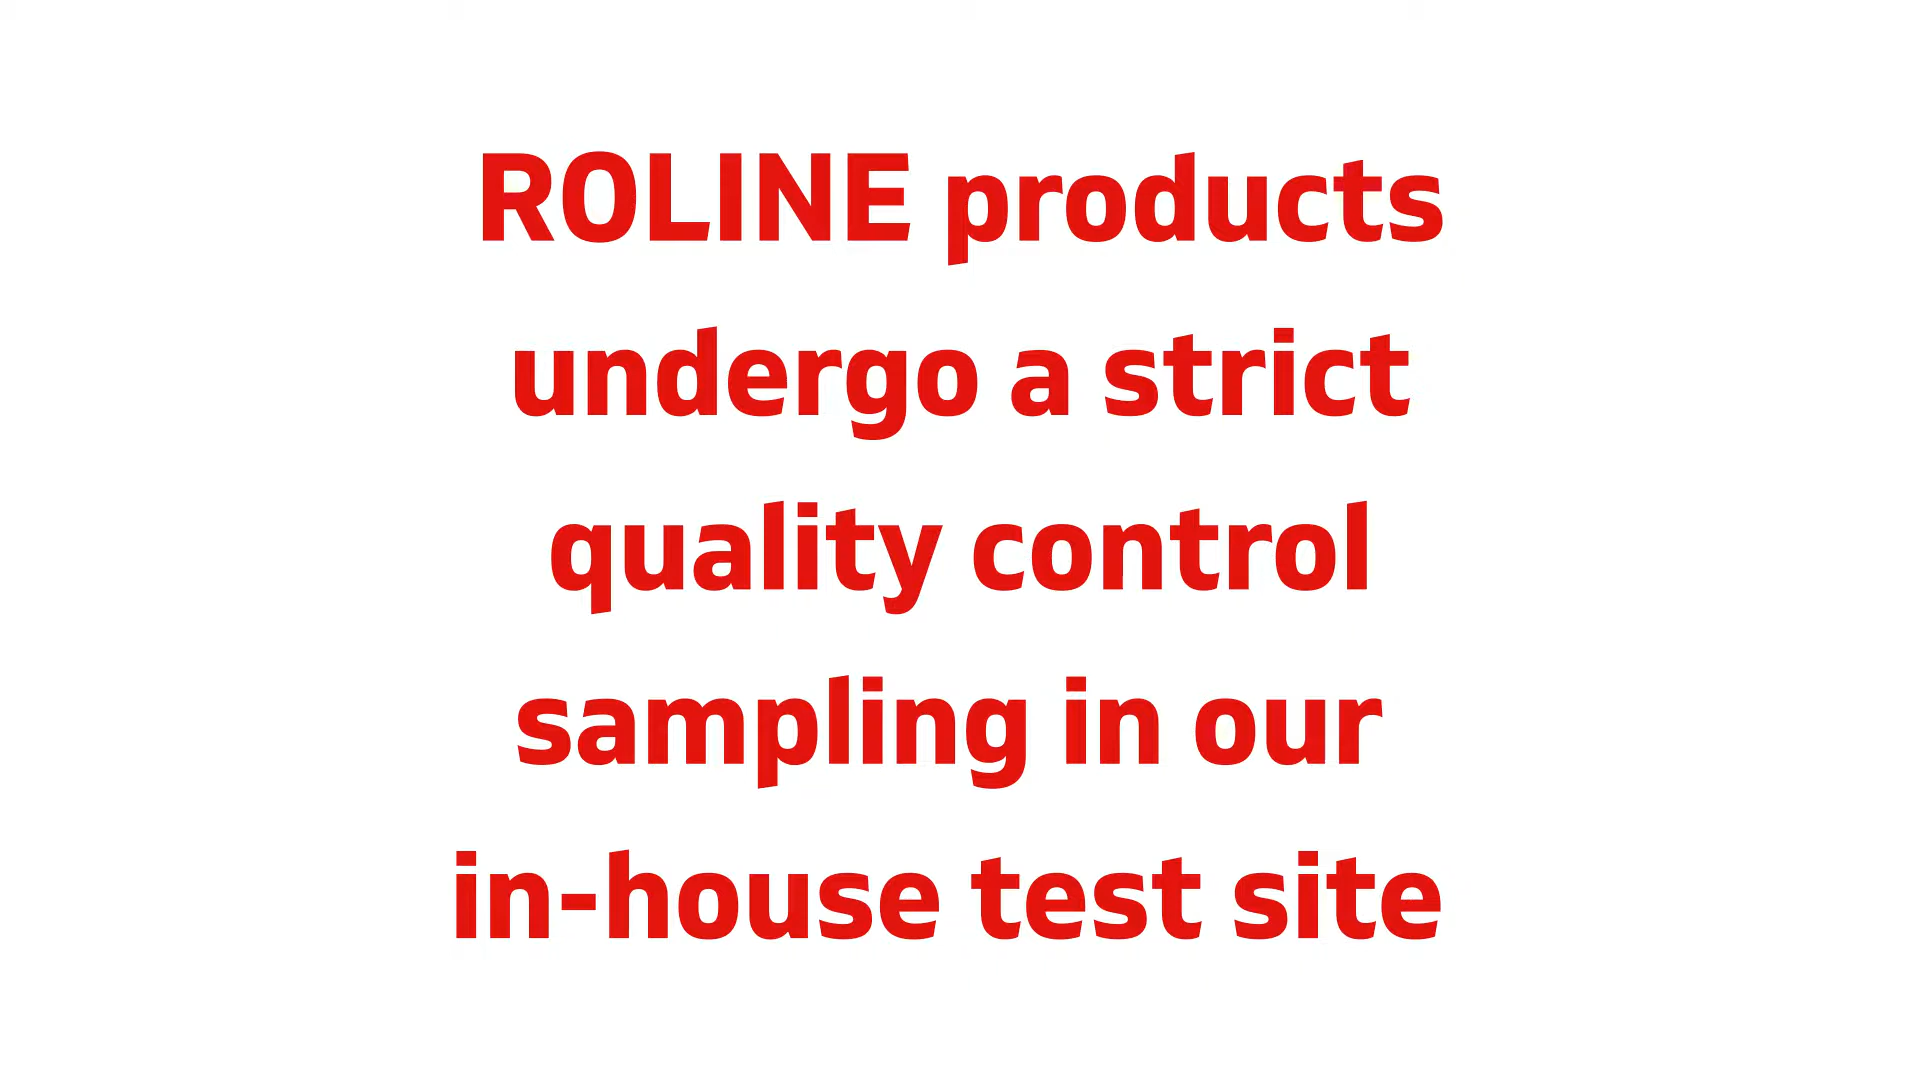 ROLINE products
undergo a strict
quality control
sampling in our
in-house test site